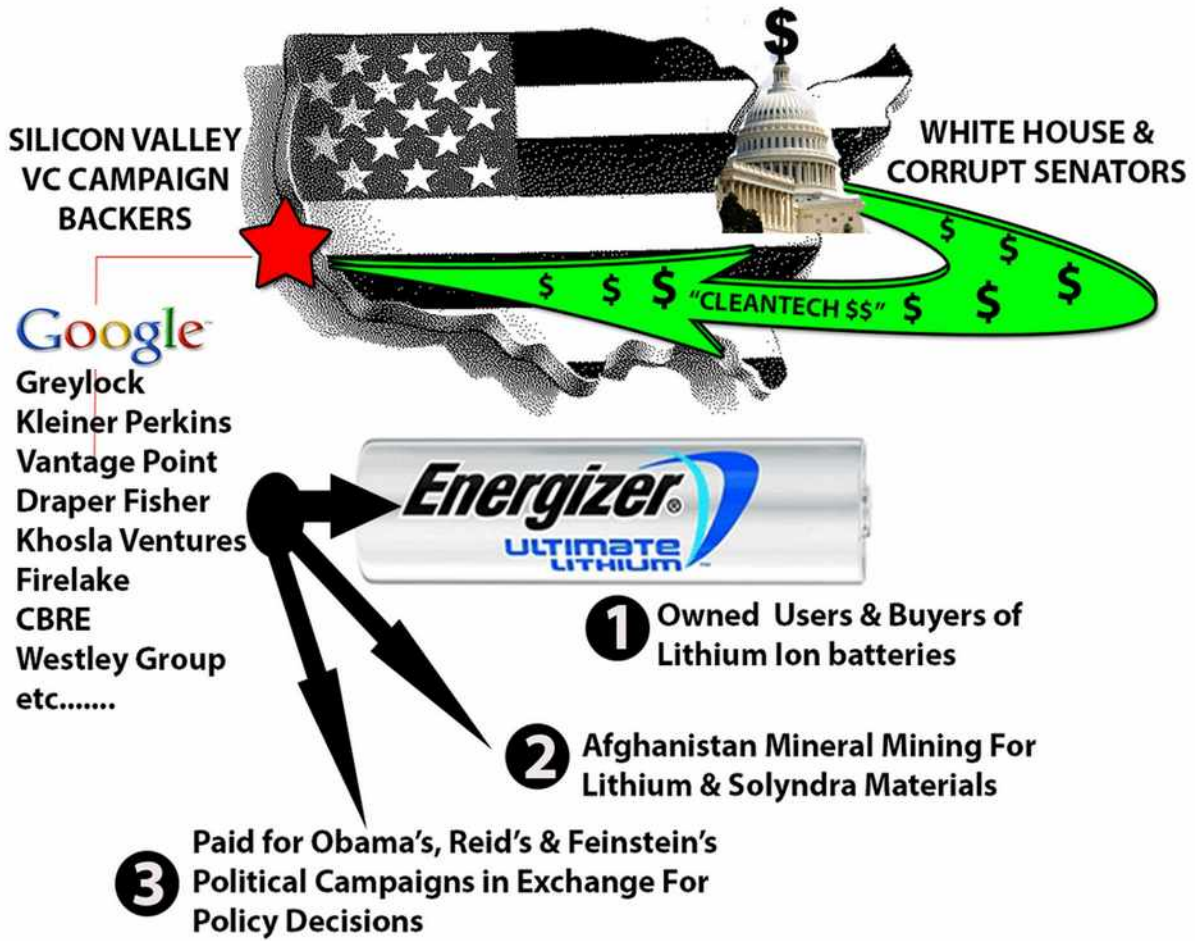 $
SILICON VALLEY
VC CAMPAIGN
BACKERS
WHITE HOUSE &
CORRUPT SENATORS
$ $ $ "CLEANTECH $$" $ $ $ $ $
Google™
Greylock
Kleiner Perkins
Vantage Point
Draper Fisher
Khosla Ventures
Firelake
CBRE
Westley Group
etc.......
Energizer®
ULTIMATE
LITHIUM™
1 Owned Users & Buyers of
Lithium Ion batteries
2 Afghanistan Mineral Mining For
Lithium & Solyndra Materials
3 Paid for Obama's, Reid's & Feinstein's
Political Campaigns in Exchange For
Policy Decisions